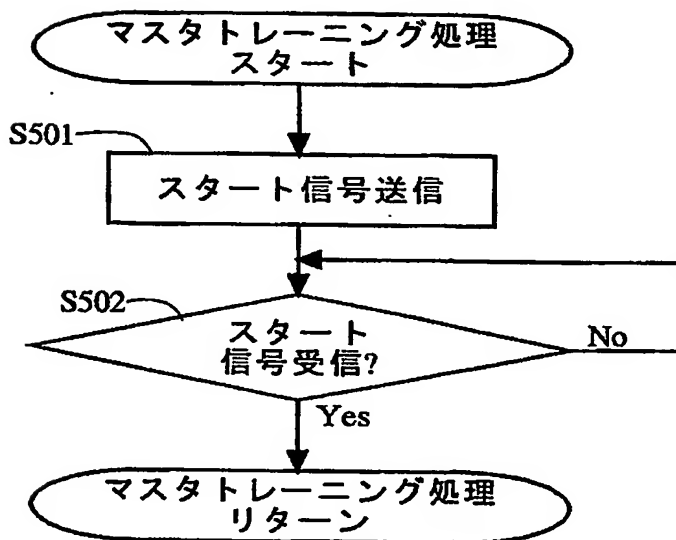 マスタトレーニング処理
スタート
S501
スタート信号送信
S502
スタート
信号受信?
No
Yes
マスタトレーニング処理
リターン